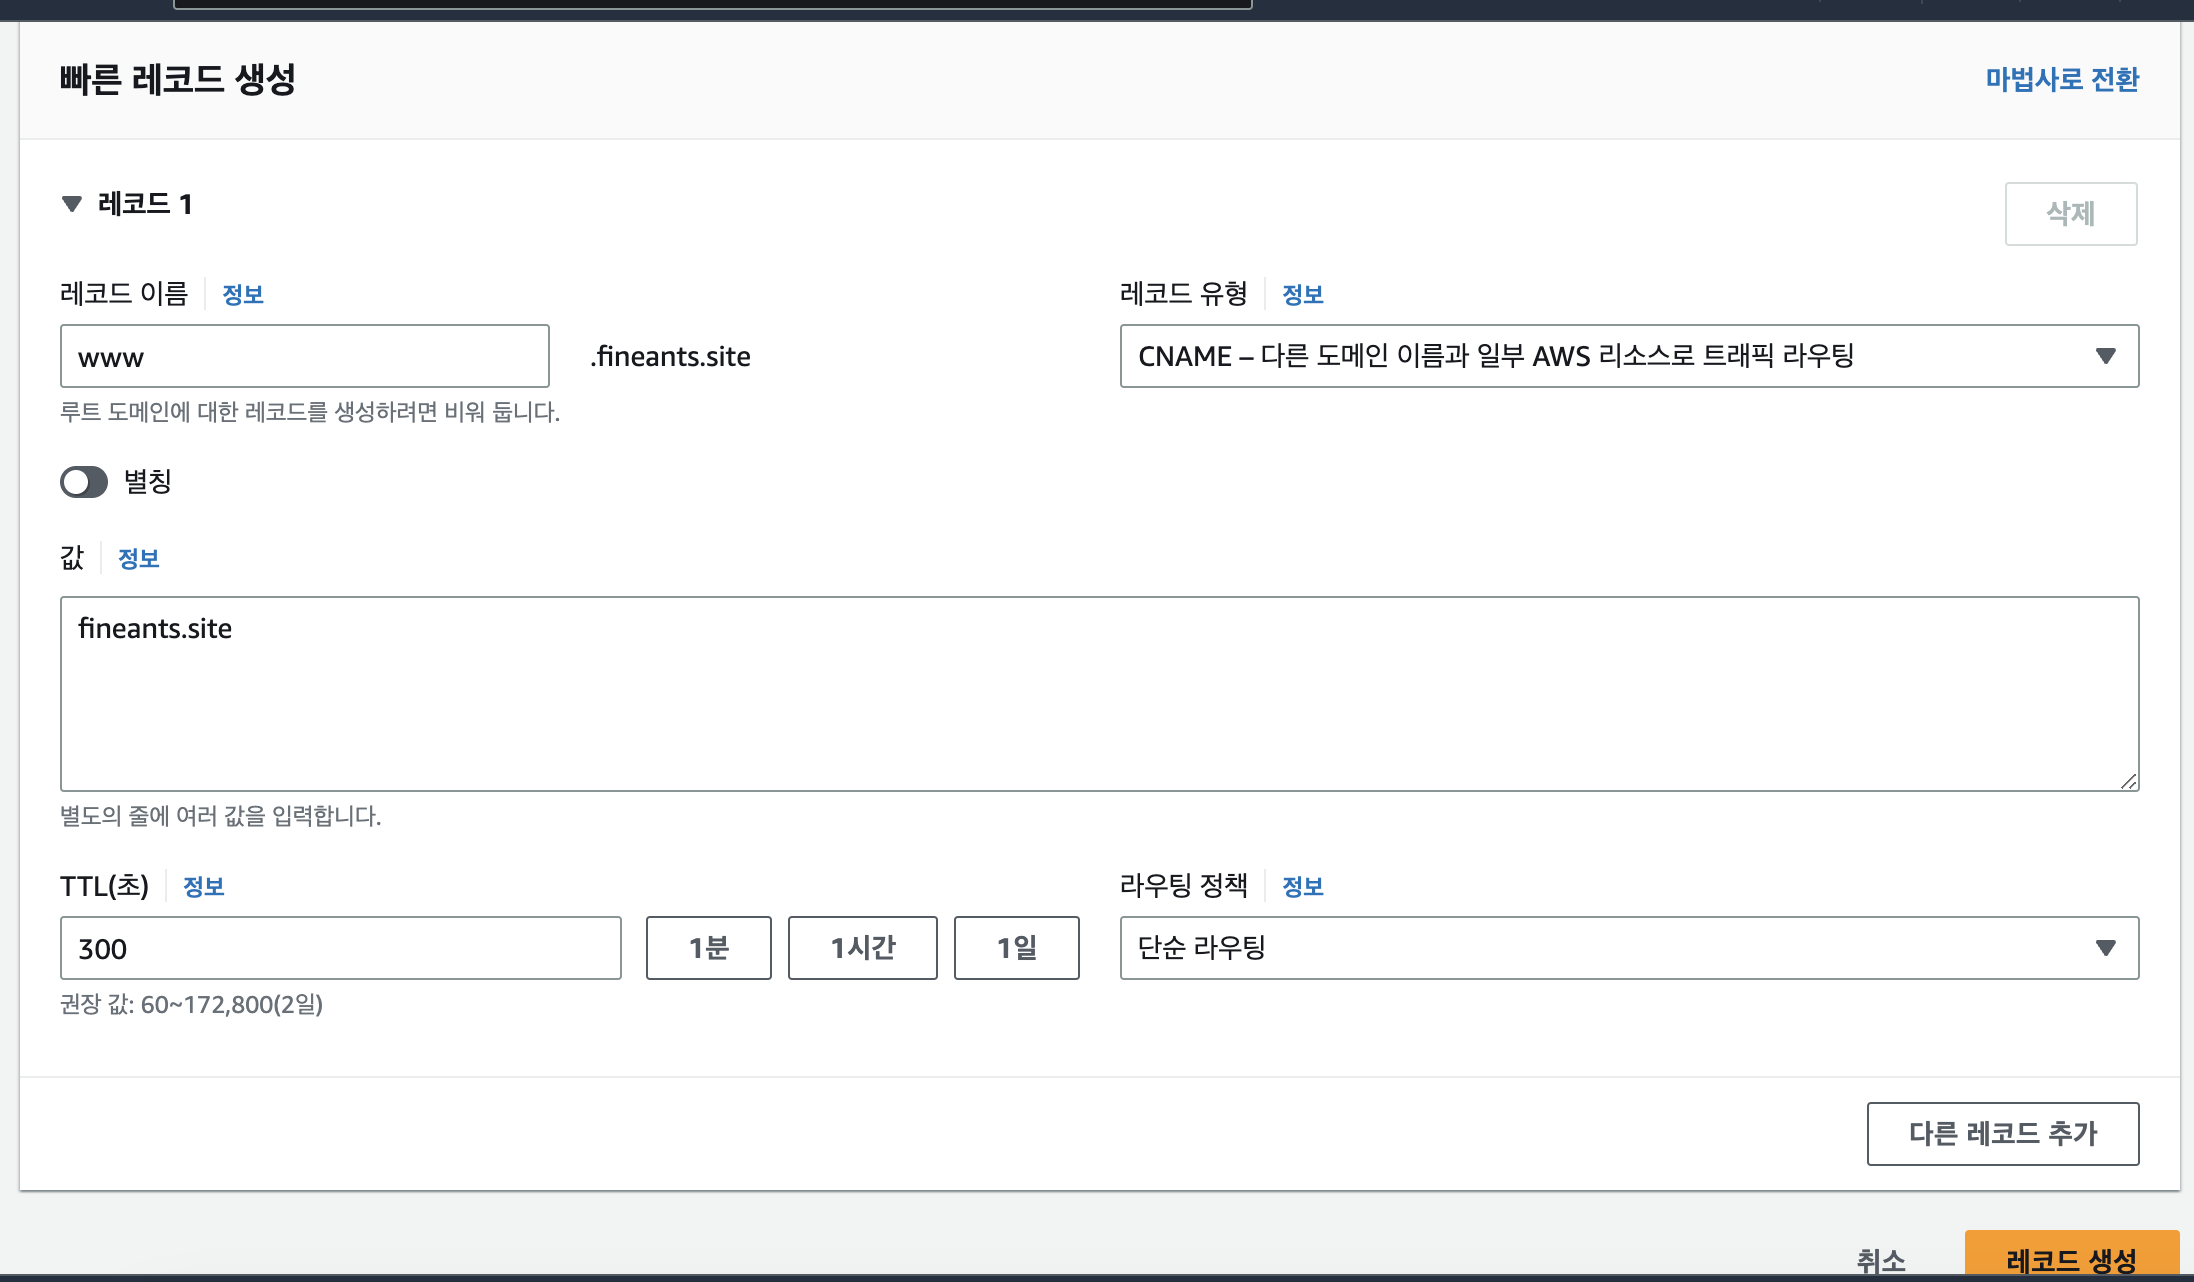 빠른 레코드 생성
마법사로 전환
레코드 1
삭제
레코드 이름 정보
레코드 유형 정보
www
.fineants.site
CNAME – 다른 도메인 이름과 일부 AWS 리소스로 트래픽 라우팅
루트 도메인에 대한 레코드를 생성하려면 비워 둡니다.
별칭
값 정보
fineants.site
별도의 줄에 여러 값을 입력합니다.
TTL(초) 정보
라우팅 정책 정보
300
1분
1시간
1일
단순 라우팅
권장 값: 60~172,800(2일)
다른 레코드 추가
취소
레코드 생성